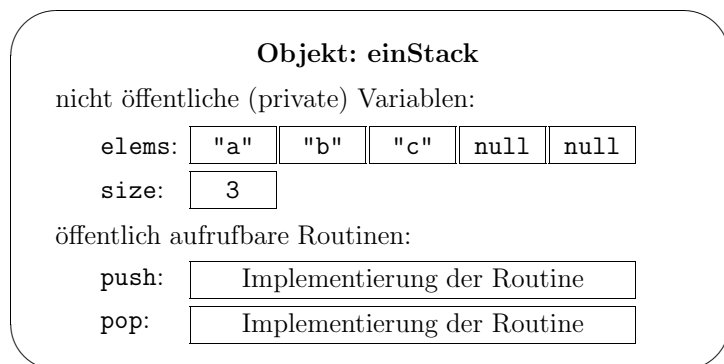 Objekt: einStack
nicht öffentliche (private) Variablen:
elems: "a" "b" "c" null null
size: 3
öffentlich aufrufbare Routinen:
push: Implementierung der Routine
pop: Implementierung der Routine